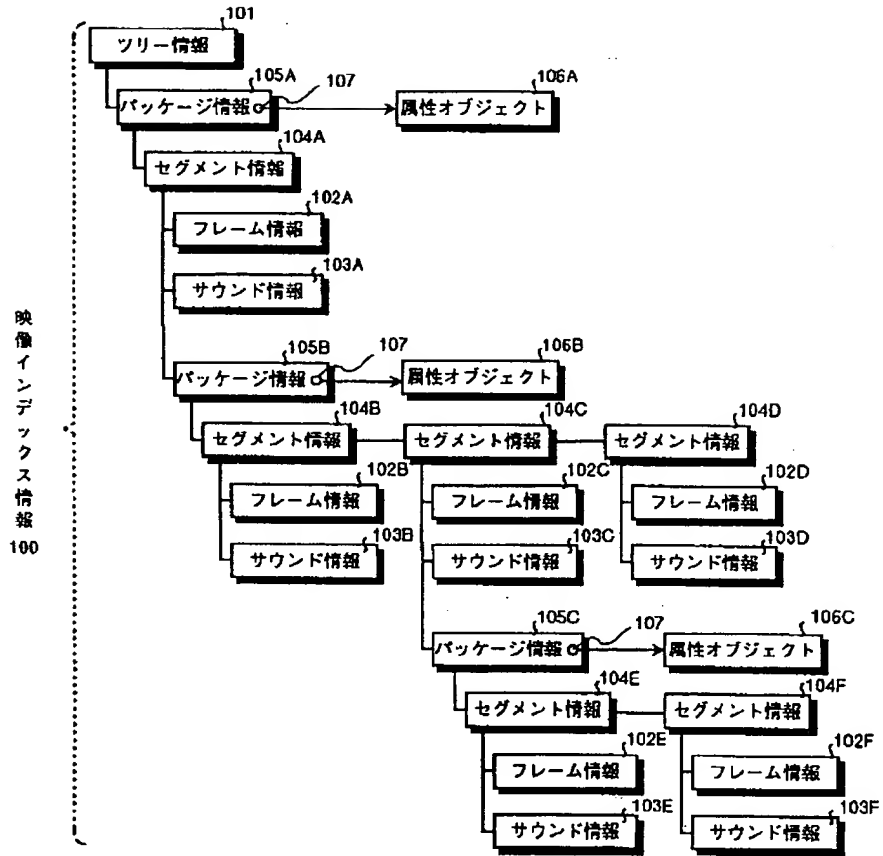 101
ツリー情報
105A
107
106A
パッケージ情報
属性オブジェクト
104A
セグメント情報
102A
フレーム情報
103A
サウンド情報
映像インデックス情報
100
105B
107
106B
パッケージ情報
属性オブジェクト
104B
104C
104D
セグメント情報
セグメント情報
セグメント情報
102B
102C
102D
フレーム情報
フレーム情報
フレーム情報
103B
103C
103D
サウンド情報
サウンド情報
サウンド情報
105C
107
106C
パッケージ情報
属性オブジェクト
104E
104F
セグメント情報
セグメント情報
102E
102F
フレーム情報
フレーム情報
103E
103F
サウンド情報
サウンド情報